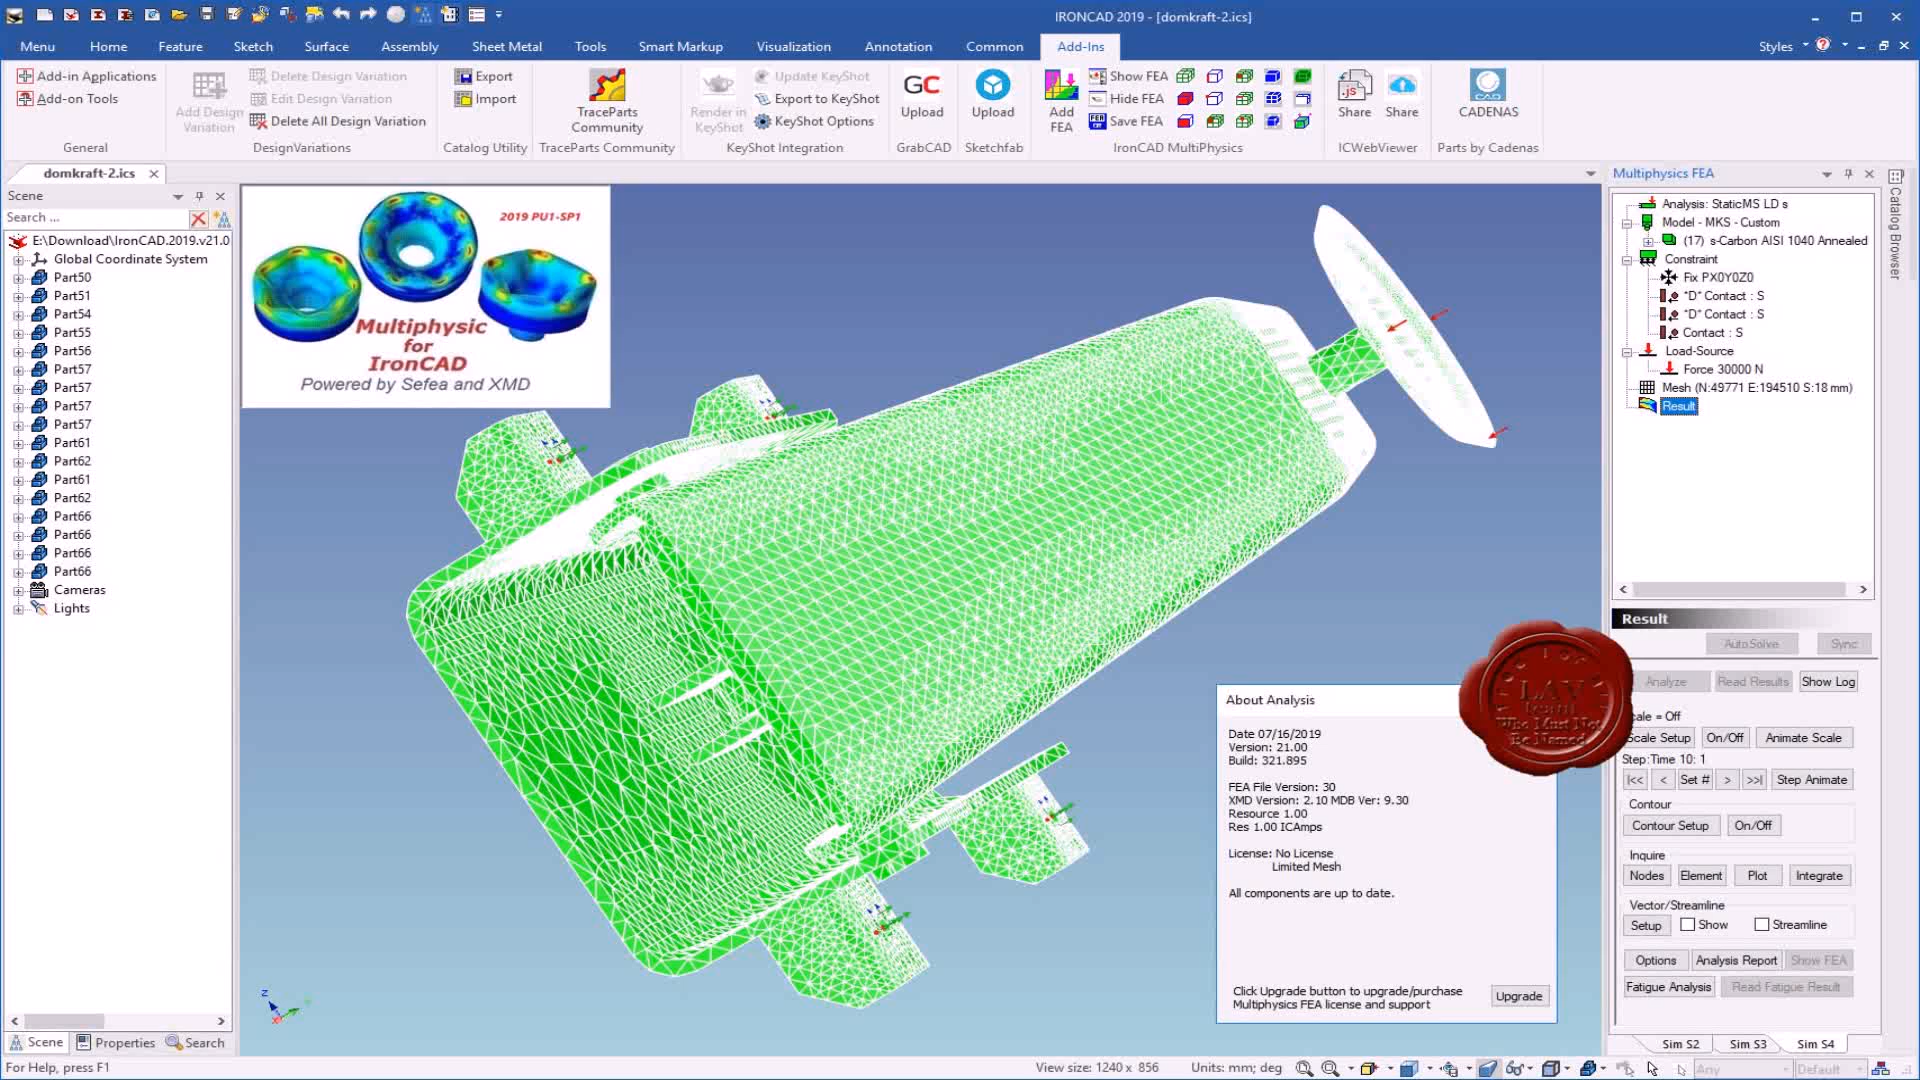 IRONCAD 2019 - [domkraft-2.ics]
Menu Home Feature Sketch Surface Assembly Sheet Metal Tools Smart Markup Visualization Annotation Common Add-Ins Styles
Add-in Applications
Add-on Tools
General
Add Design Variation
Delete Design Variation
Edit Design Variation
Delete All Design Variation
DesignVariations
Export
Import
Catalog Utility
TraceParts Community
TraceParts Community
Render in KeyShot
Update KeyShot
Export to KeyShot
KeyShot Options
KeyShot Integration
GC
Upload
GrabCAD
Upload
Sketchfab
Add FEA
Show FEA
Hide FEA
Save FEA
IronCAD MultiPhysics
.js
Share Share
ICWebViewer
CAD
CADENAS
Parts by Cadenas
domkraft-2.ics
Scene
Search ...
E:\Download\IronCAD.2019.v21.0
Global Coordinate System
Part50
Part51
Part54
Part55
Part56
Part57
Part57
Part57
Part57
Part61
Part62
Part61
Part62
Part66
Part66
Part66
Part66
Cameras
Lights
Scene Properties Search
2019 PU1-SP1
Multiphysic
for
IronCAD
Powered by Sefea and XMD
Z
About Analysis
Date 07/16/2019
Version: 21.00
Build: 321.895
FEA File Version: 30
XMD Version: 2.10 MDB Ver: 9.30
Resource 1.00
Res 1.00 ICAmps
License: No License
Limited Mesh
All components are up to date.
Click Upgrade button to upgrade/purchase
Multiphysics FEA license and support
Upgrade
LAV
Who Must Not
Be Named
Multiphysics FEA
Analysis: StaticMS LD s
Model - MKS - Custom
(17) s-Carbon AISI 1040 Annealed
Constraint
Fix PX0Y0Z0
"D" Contact : S
"D" Contact : S
Contact : S
Load-Source
Force 30000 N
Mesh (N:49771 E:194510 S:18 mm)
Result
Catalog Browser
Result
AutoSolve Sync
Analyze Read Results Show Log
cale = Off
Scale Setup On/Off Animate Scale
Step:Time 10: 1
|<< < Set # > >>| Step Animate
Contour
Contour Setup On/Off
Inquire
Nodes Element Plot Integrate
Vector/Streamline
Setup Show Streamline
Options Analysis Report Show FEA
Fatigue Analysis Read Fatigue Result
Sim S2 Sim S3 Sim S4
For Help, press F1
View size: 1240 x 856
Units: mm; deg
Any
Default